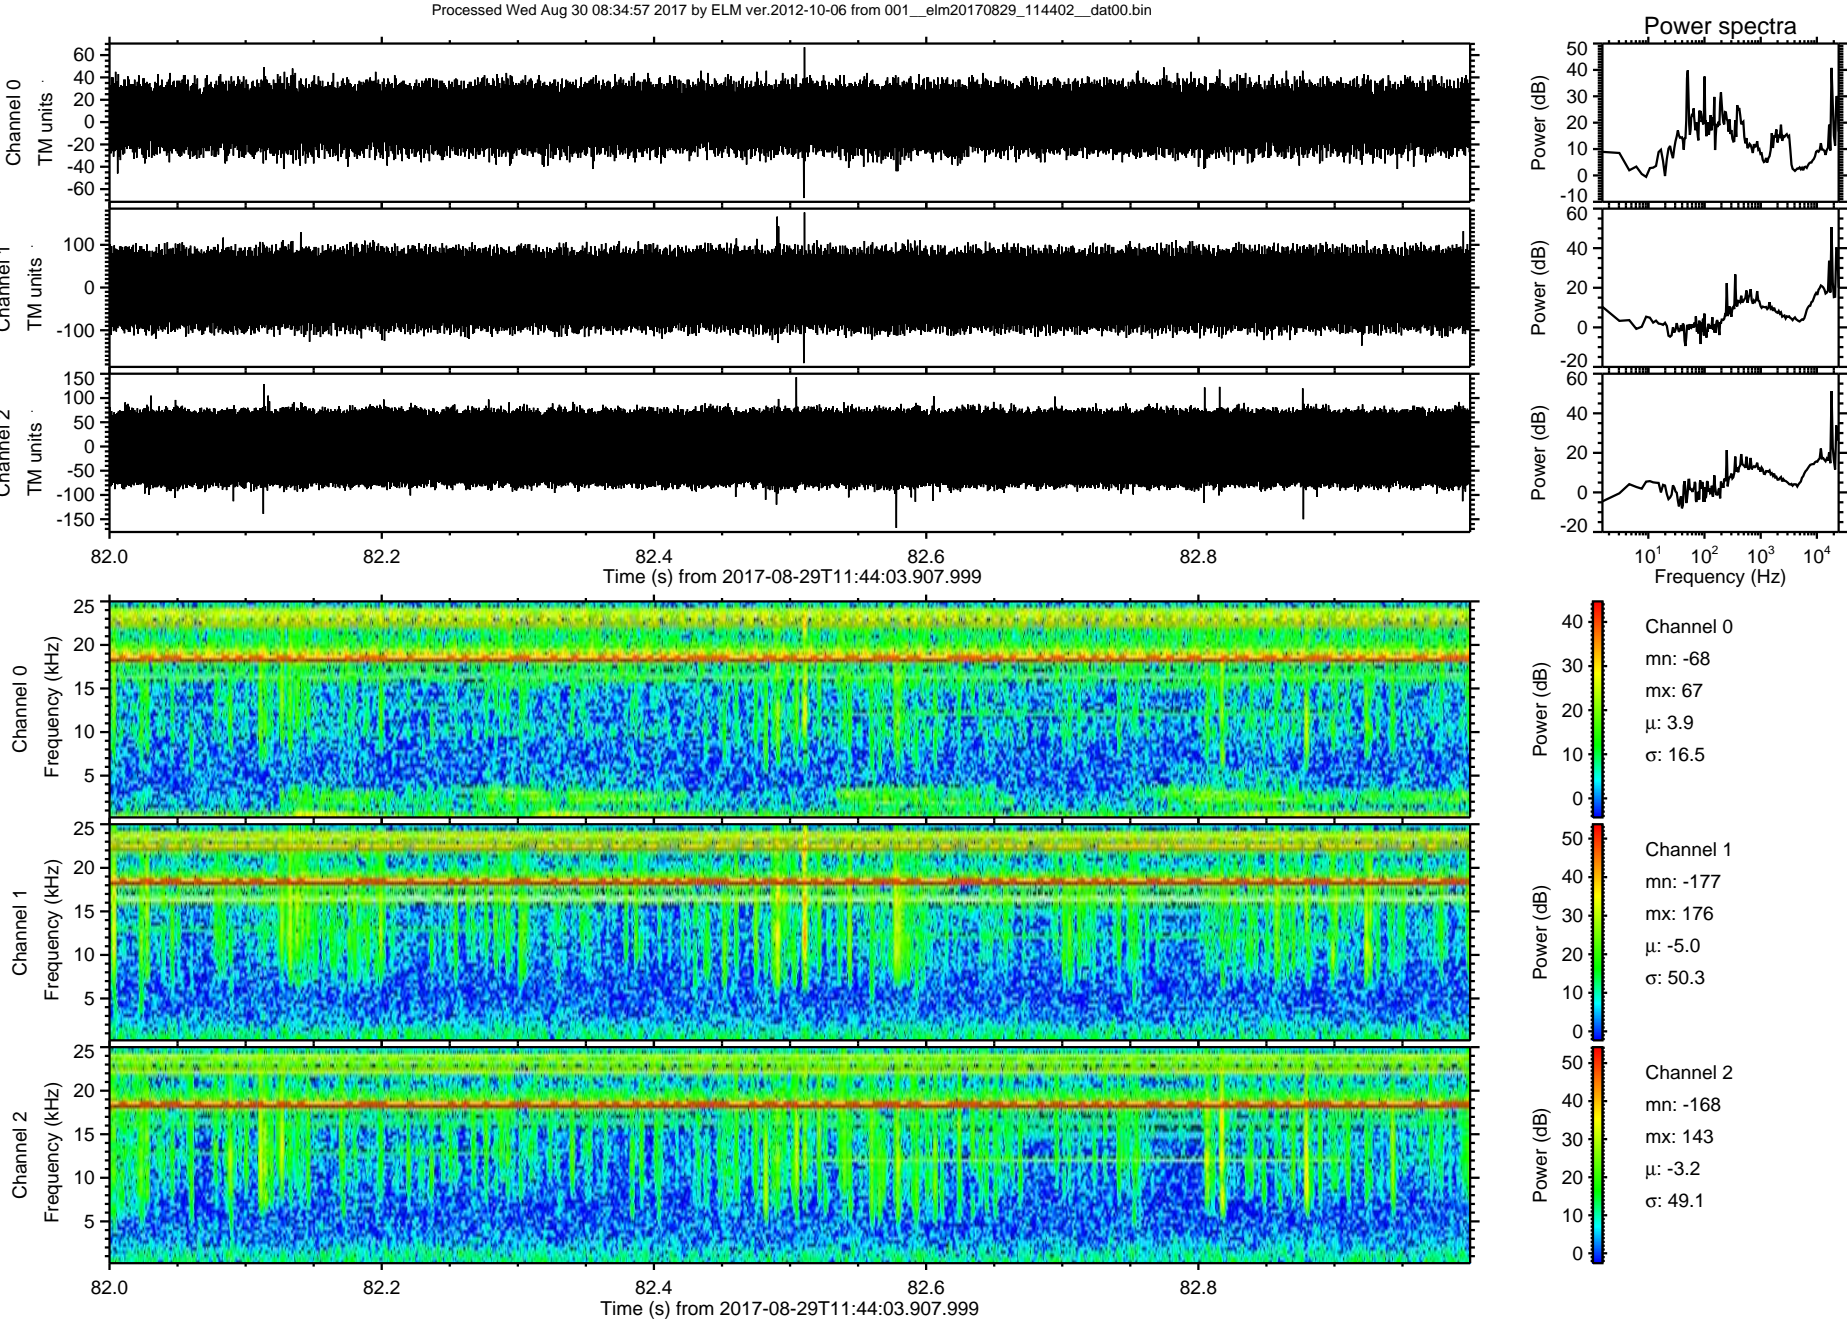 Processed Wed Aug 30 08:34:57 2017 by ELM ver.2012-10-06 from 001__elm20170829_114402__dat00.bin
Power spectra
Channel 0
TM units
60
40
20
0
-20
-40
-60
Power (dB)
50
40
30
20
10
0
-10
Channel 1
TM units
100
0
-100
Power (dB)
60
40
20
0
-20
Channel 2
TM units
150
100
50
0
-50
-100
-150
Power (dB)
60
40
20
0
-20
82.0 82.2 82.4 82.6 82.8
Time (s) from 2017-08-29T11:44:03.907.999
10¹ 10² 10³ 10⁴
Frequency (Hz)
Channel 0
Frequency (kHz)
25
20
15
10
5
Power (dB)
40
30
20
10
0
Channel 0
mn: -68
mx: 67
μ: 3.9
σ: 16.5
Channel 1
Frequency (kHz)
25
20
15
10
5
Power (dB)
50
40
30
20
10
0
Channel 1
mn: -177
mx: 176
μ: -5.0
σ: 50.3
Channel 2
Frequency (kHz)
25
20
15
10
5
Power (dB)
50
40
30
20
10
0
Channel 2
mn: -168
mx: 143
μ: -3.2
σ: 49.1
82.0 82.2 82.4 82.6 82.8
Time (s) from 2017-08-29T11:44:03.907.999